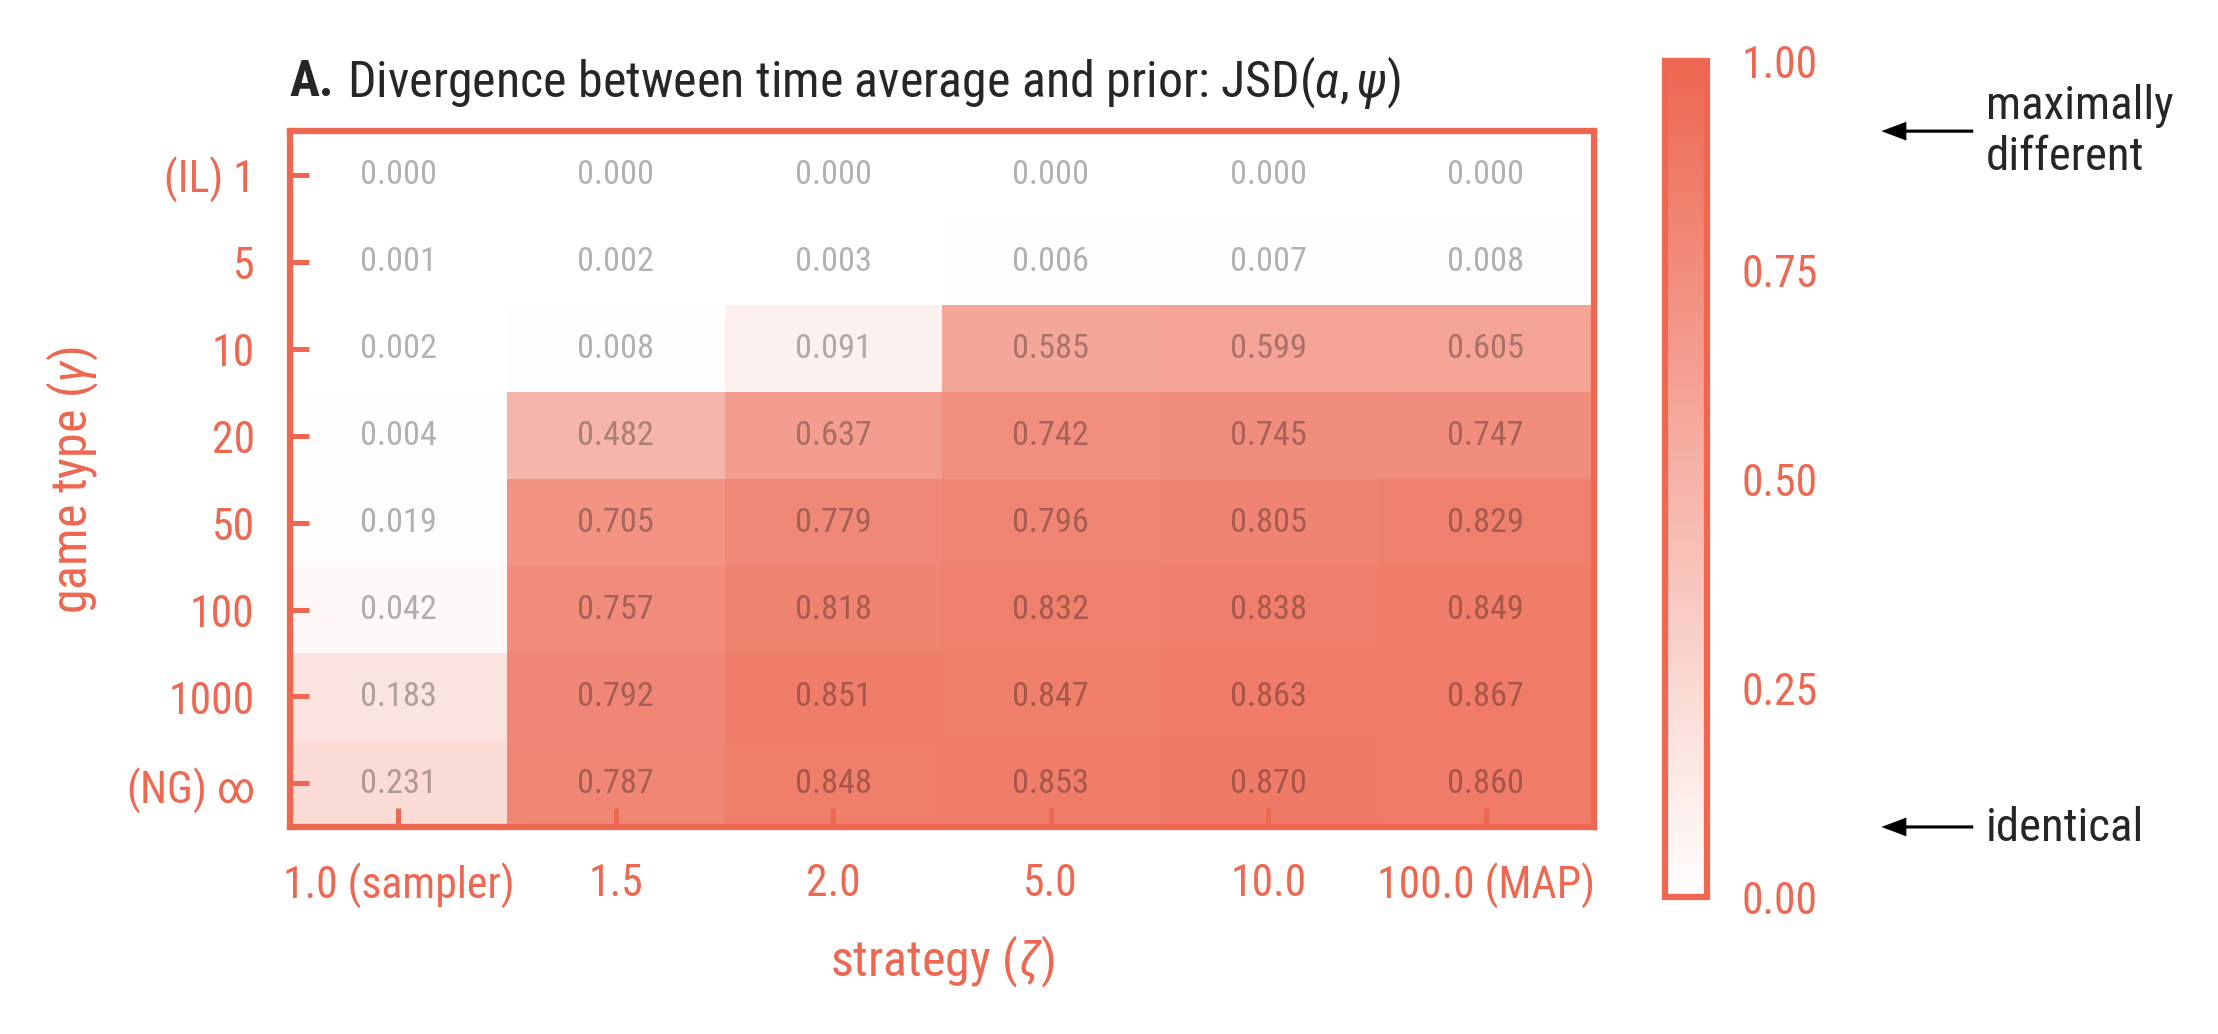 A. Divergence between time average and prior: JSD(α, ψ)
(IL) 1 0.000 0.000 0.000 0.000 0.000 0.000
5 0.001 0.002 0.003 0.006 0.007 0.008
10 0.002 0.008 0.091 0.585 0.599 0.605
20 0.004 0.482 0.637 0.742 0.745 0.747
50 0.019 0.705 0.779 0.796 0.805 0.829
100 0.042 0.757 0.818 0.832 0.838 0.849
1000 0.183 0.792 0.851 0.847 0.863 0.867
(NG) ∞ 0.231 0.787 0.848 0.853 0.870 0.860
1.0 (sampler) 1.5 2.0 5.0 10.0 100.0 (MAP)
strategy (ζ)
game type (γ)
1.00
0.75
0.50
0.25
0.00
maximally
different
identical